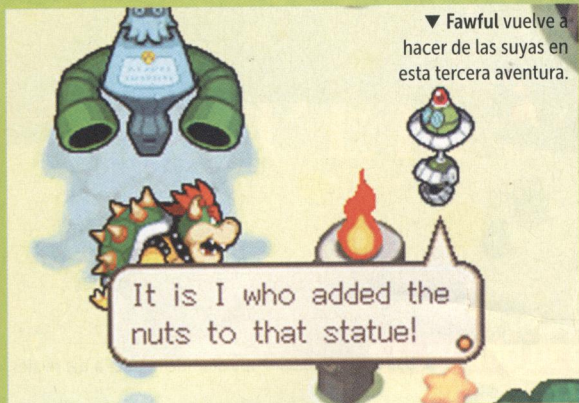 ▼ Fawful vuelve a
hacer de las suyas en
esta tercera aventura.
It is I who added the
nuts to that statue!